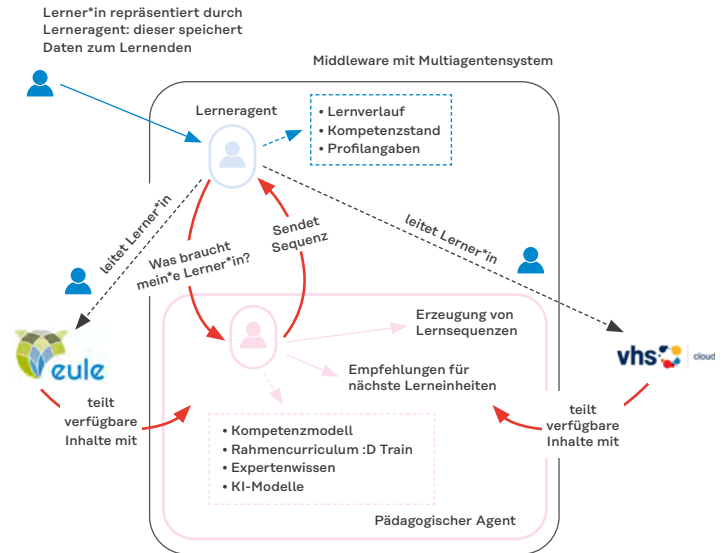 Lerner*in repräsentiert durch
Lerneragent: dieser speichert
Daten zum Lernenden
Middleware mit Multiagentensystem
Lerneragent
• Lernverlauf
• Kompetenzstand
• Profilangaben
leitet Lerner*in
Was braucht
mein*e Lerner*in?
Sendet
Sequenz
leitet Lerner*in
Erzeugung von
Lernsequenzen
Empfehlungen für
nächste Lerneinheiten
eule
vhs
cloud
teilt
verfügbare
Inhalte mit
teilt
verfügbare
Inhalte mit
• Kompetenzmodell
• Rahmencurriculum :D Train
• Expertenwissen
• KI-Modelle
Pädagogischer Agent